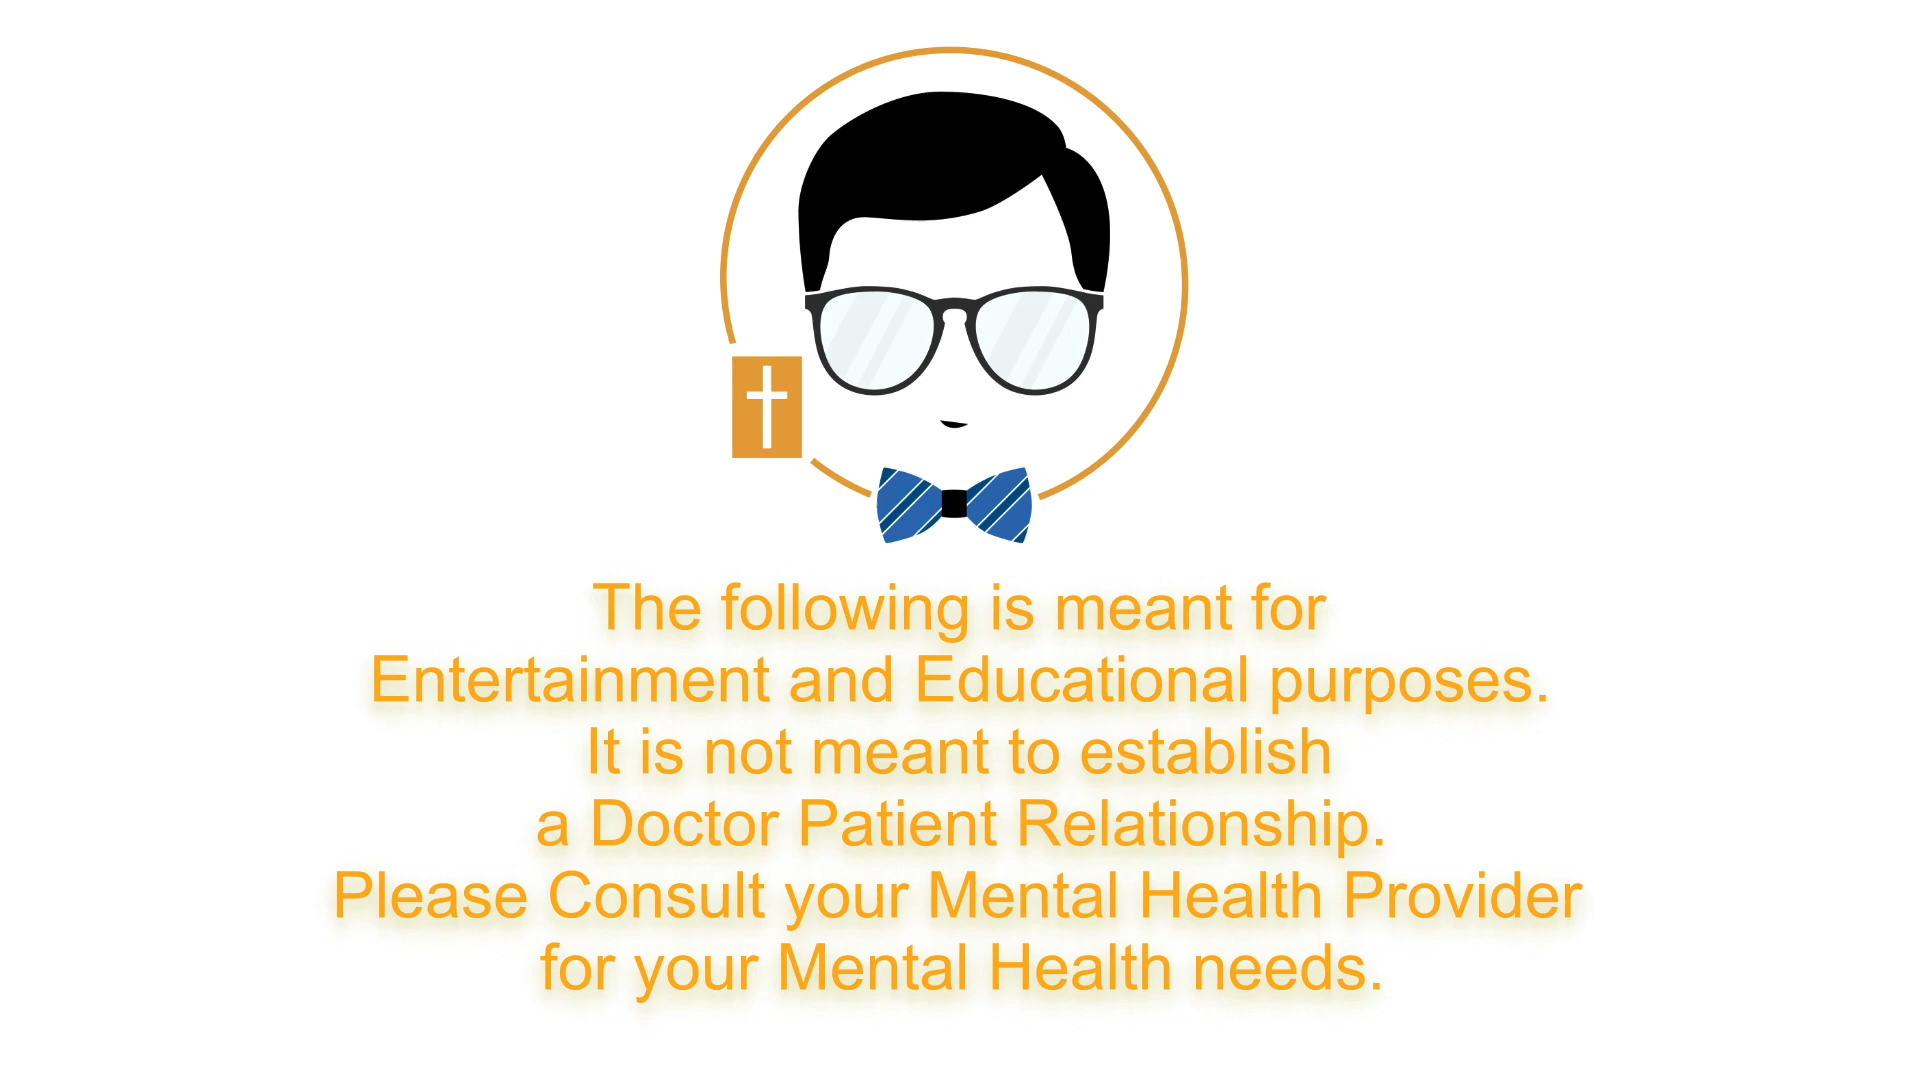 The following is meant for
Entertainment and Educational purposes.
It is not meant to establish
a Doctor Patient Relationship.
Please Consult your Mental Health Provider
for your Mental Health needs.